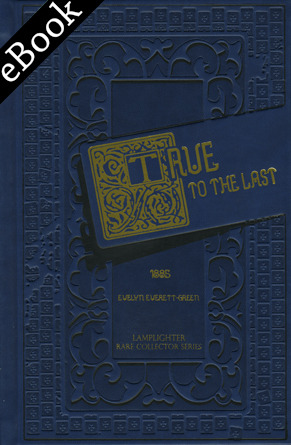 eBook
TRUE
TO THE LAST
1885
EVELYN EVERETT-GREEN
LAMPLIGHTER
RARE COLLECTOR SERIES